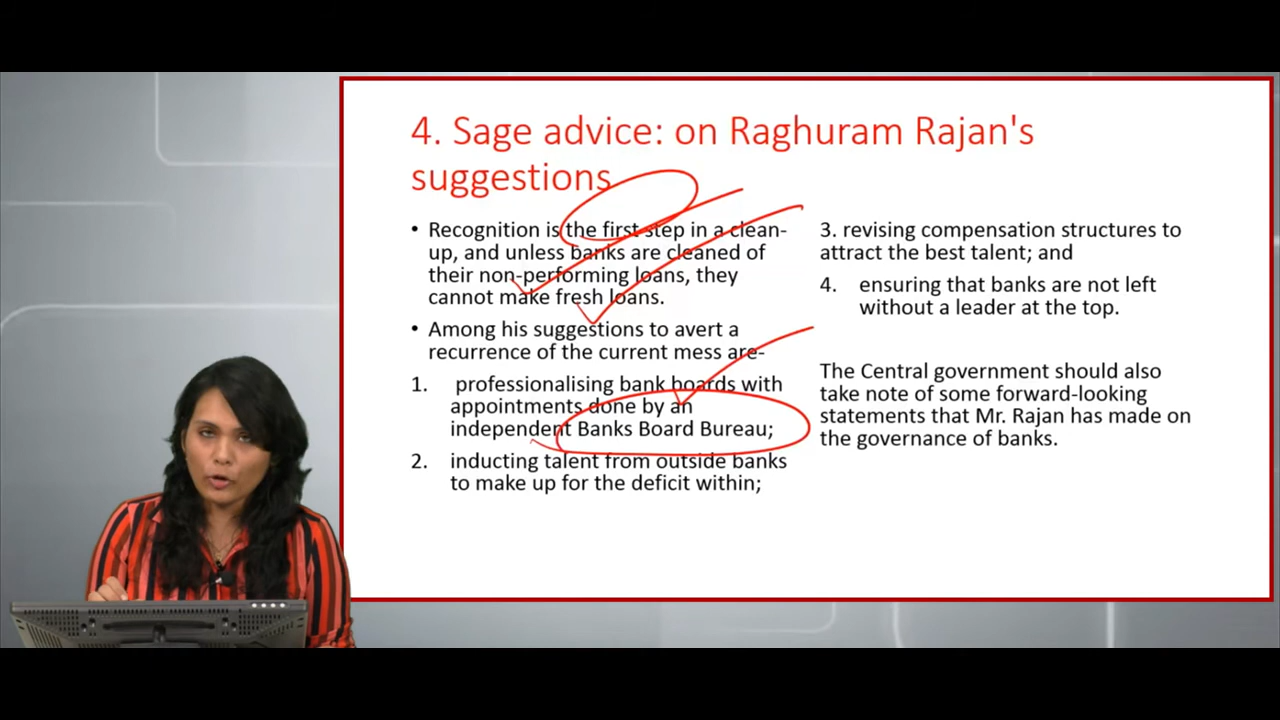 4. Sage advice: on Raghuram Rajan's
suggestions
• Recognition is the first step in a clean-
up, and unless banks are cleaned of
their non-performing loans, they
cannot make fresh loans.
• Among his suggestions to avert a
recurrence of the current mess are-
1. professionalising bank boards with
appointments done by an
independent Banks Board Bureau;
2. inducting talent from outside banks
to make up for the deficit within;
3. revising compensation structures to
attract the best talent; and
4. ensuring that banks are not left
without a leader at the top.
The Central government should also
take note of some forward-looking
statements that Mr. Rajan has made on
the governance of banks.